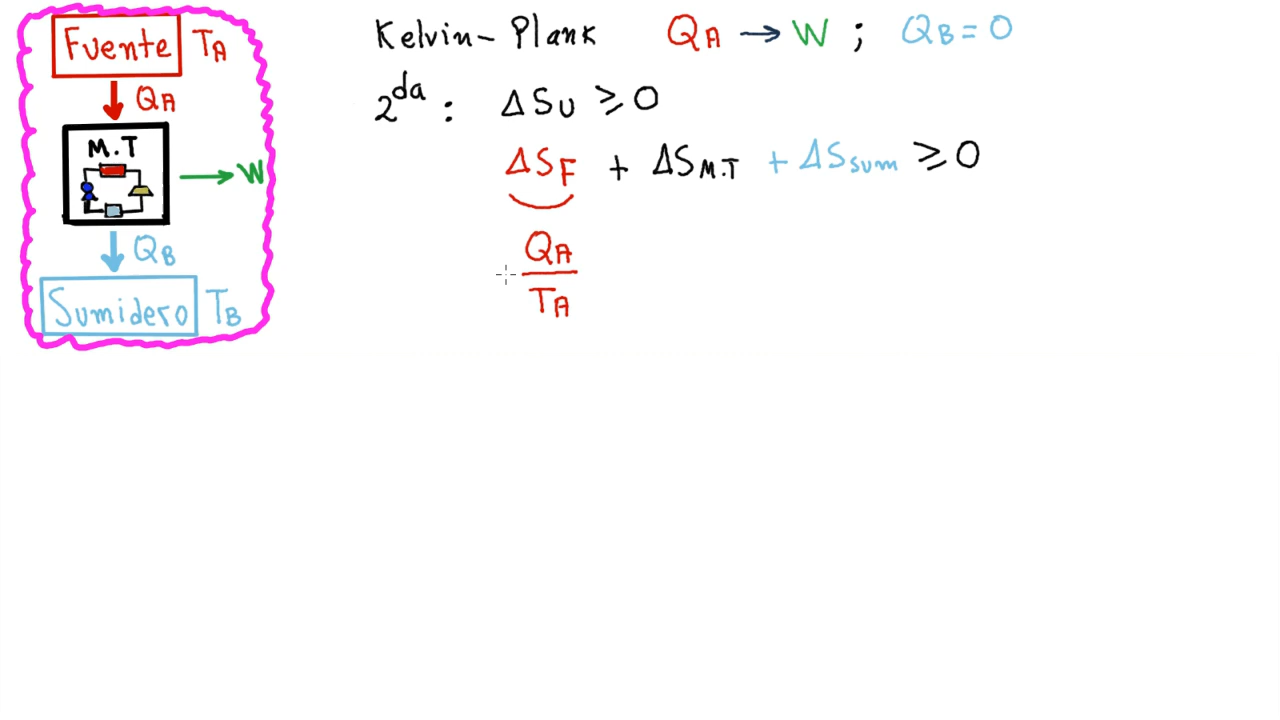 Fuente TA
QA
M.T
W
QB
Sumidero TB
Kelvin-Plank QA → W ; QB = 0
2da : ΔSU ≥ 0
ΔSF + ΔSM.T + ΔSsum ≥ 0
QA
TA